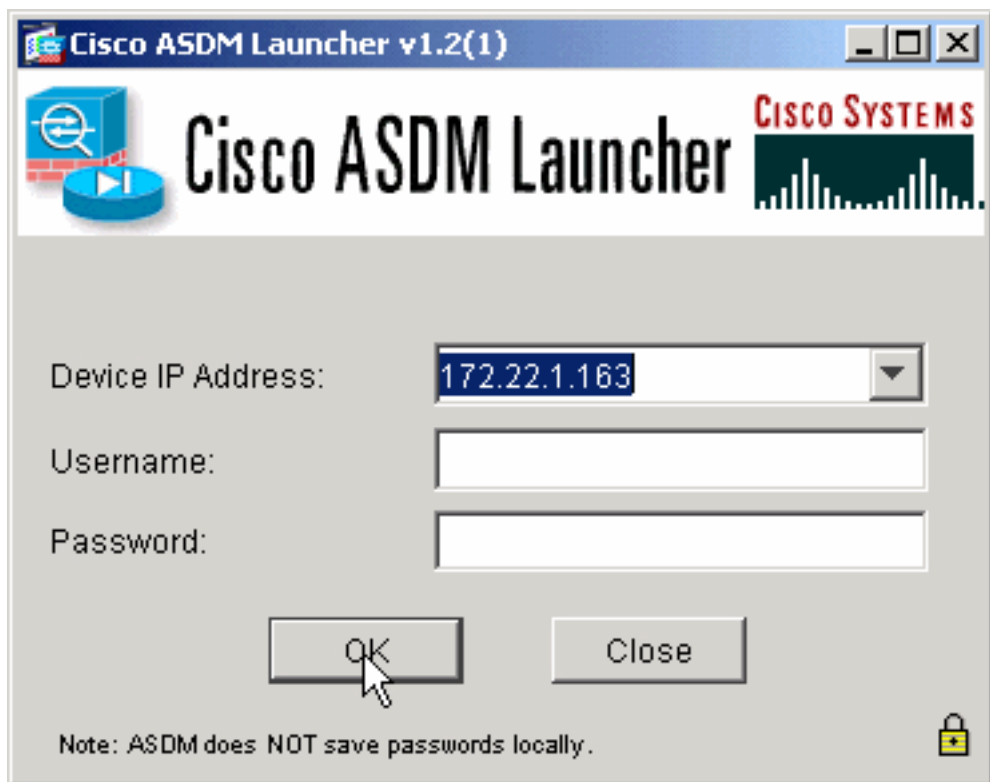 Cisco ASDM Launcher v1.2(1)
Cisco ASDM Launcher
CISCO SYSTEMS
Device IP Address:
172.22.1.163
Username:
Password:
OK
Close
Note: ASDM does NOT save passwords locally.